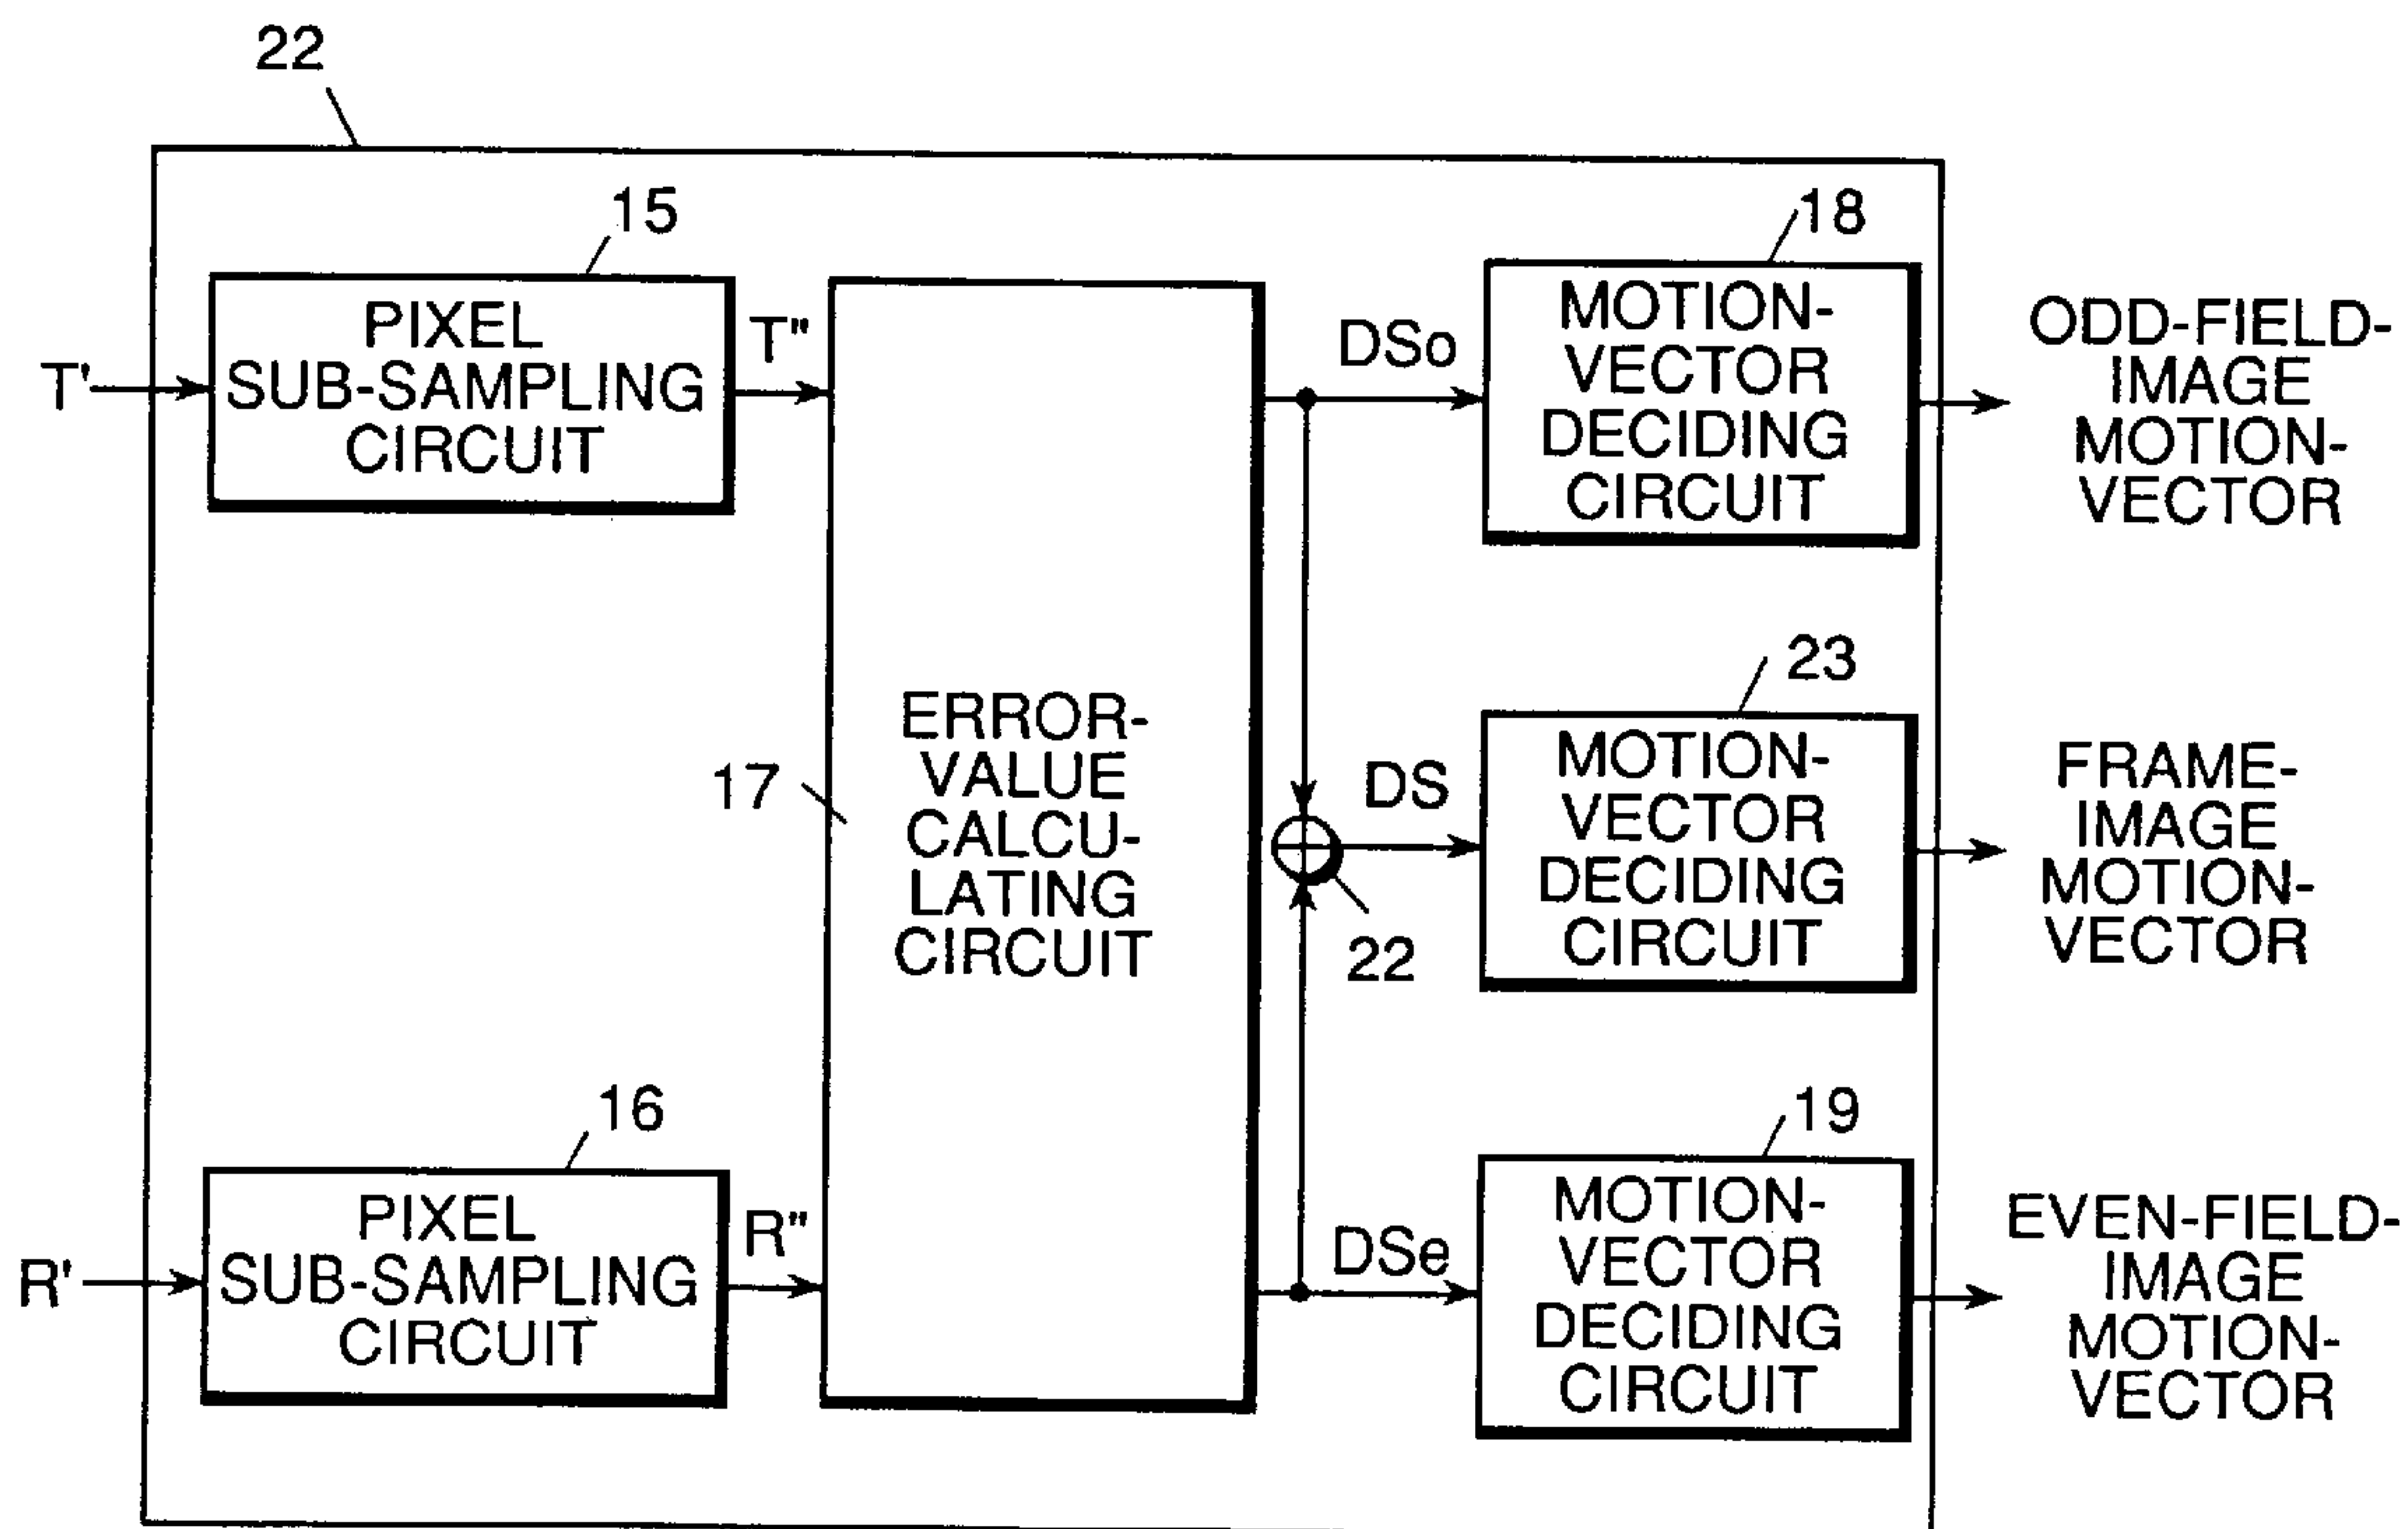 22
15
PIXEL
SUB-SAMPLING
CIRCUIT
T'
T"
ERROR-
VALUE
CALCU-
LATING
CIRCUIT
17
DSo
18
MOTION-
VECTOR
DECIDING
CIRCUIT
ODD-FIELD-
IMAGE
MOTION-
VECTOR
DS
22
23
MOTION-
VECTOR
DECIDING
CIRCUIT
FRAME-
IMAGE
MOTION-
VECTOR
16
PIXEL
SUB-SAMPLING
CIRCUIT
R'
R"
DSe
19
MOTION-
VECTOR
DECIDING
CIRCUIT
EVEN-FIELD-
IMAGE
MOTION-
VECTOR